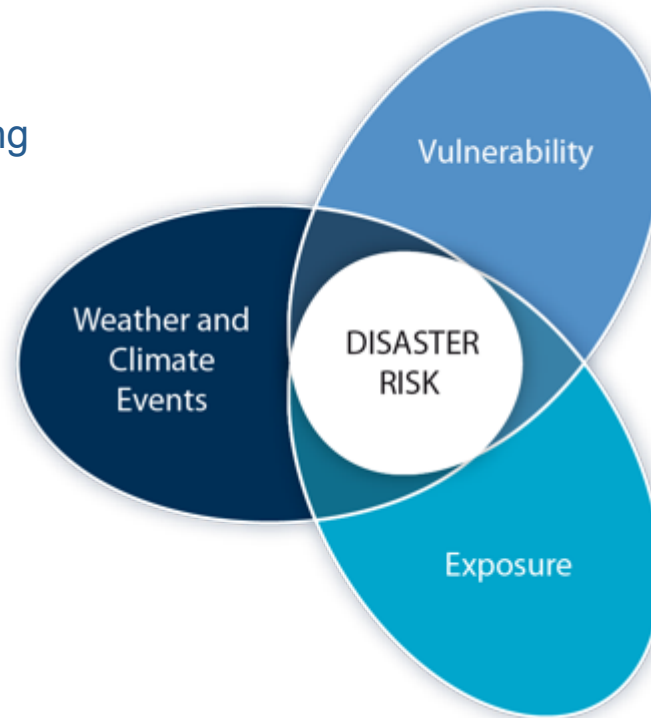 ng
Vulnerability
Weather and
Climate
Events
DISASTER
RISK
Exposure